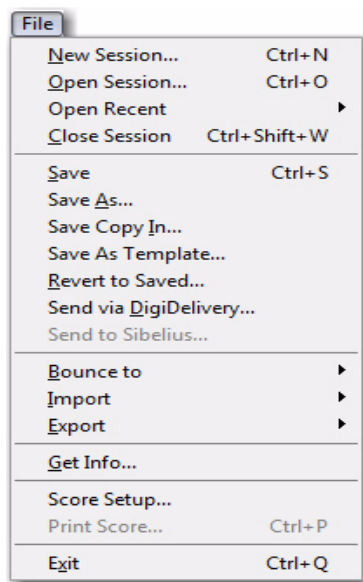 File
New Session... Ctrl+N
Open Session... Ctrl+O
Open Recent
Close Session Ctrl+Shift+W
Save Ctrl+S
Save As...
Save Copy In...
Save As Template...
Revert to Saved...
Send via DigiDelivery...
Send to Sibelius...
Bounce to
Import
Export
Get Info...
Score Setup...
Print Score... Ctrl+P
Exit Ctrl+Q